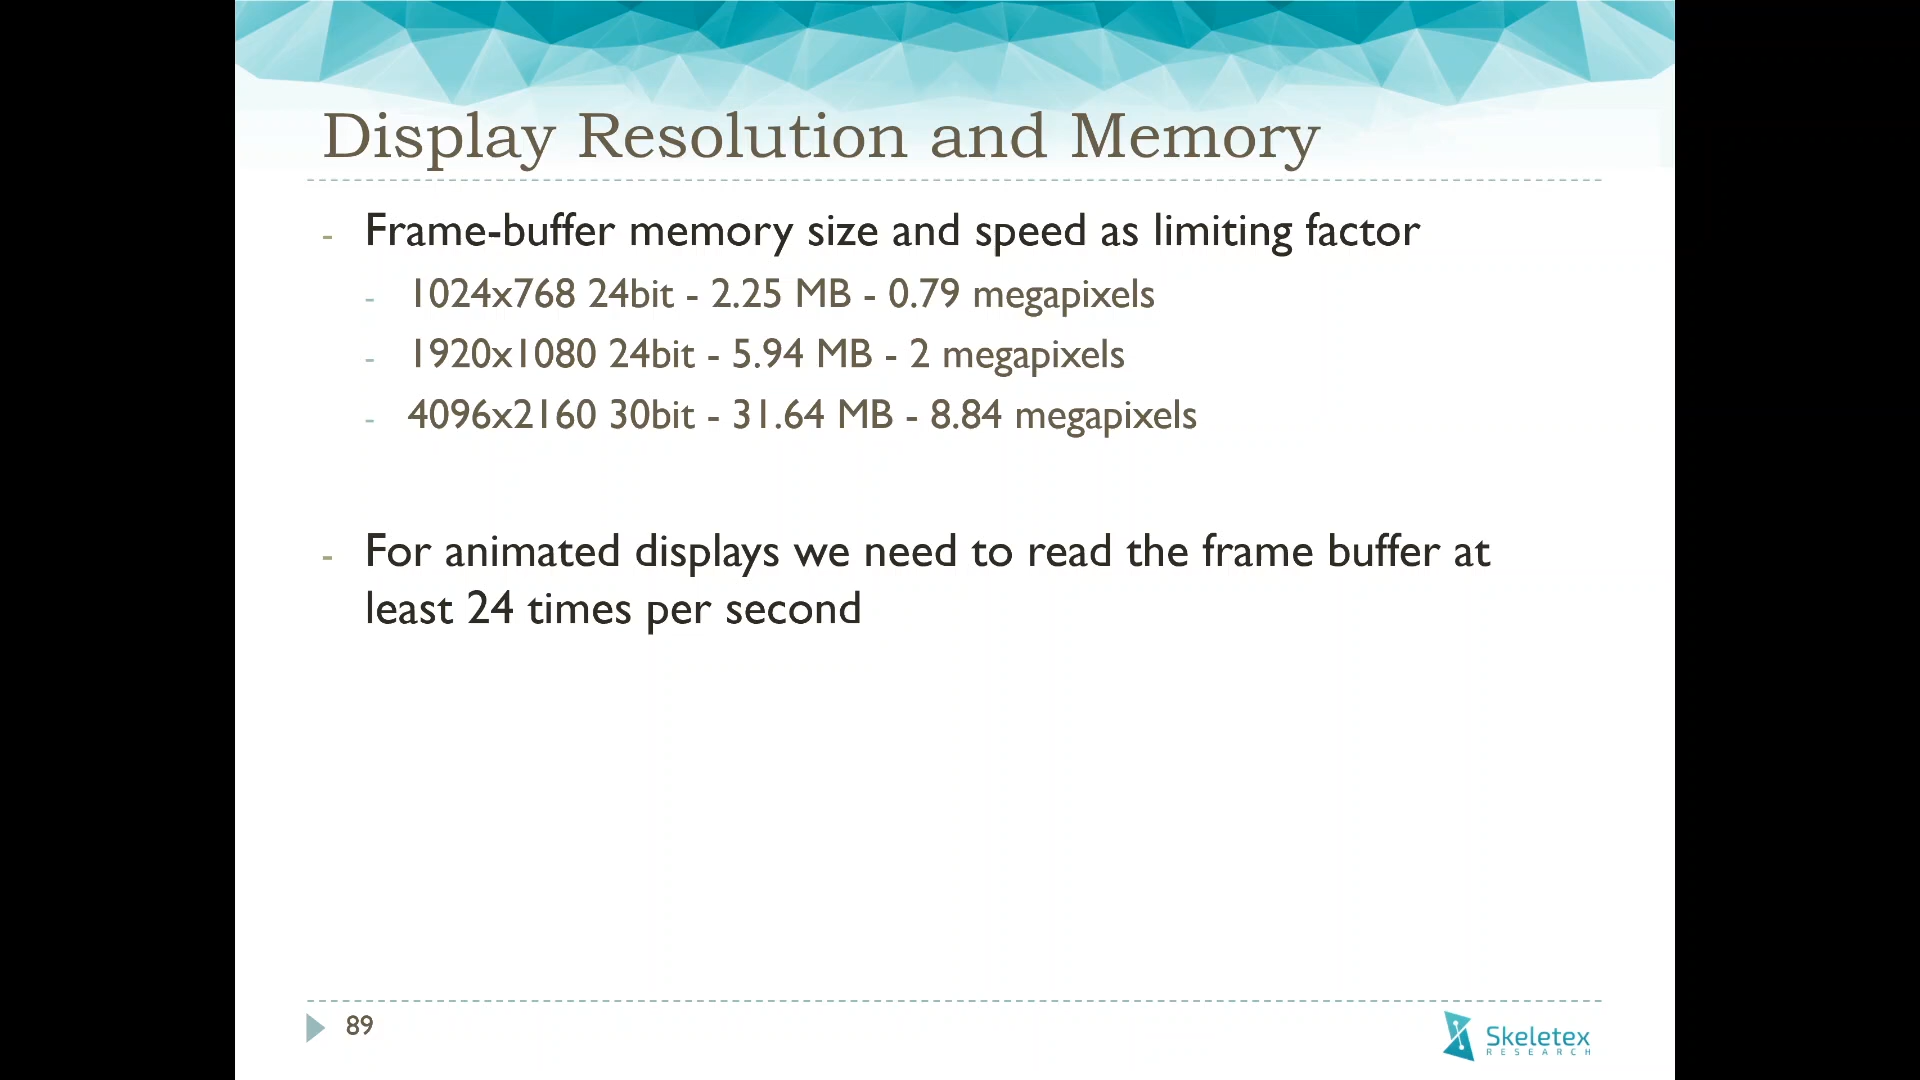 Display Resolution and Memory
- Frame-buffer memory size and speed as limiting factor
- 1024x768 24bit - 2.25 MB - 0.79 megapixels
- 1920x1080 24bit - 5.94 MB - 2 megapixels
- 4096x2160 30bit - 31.64 MB - 8.84 megapixels
- For animated displays we need to read the frame buffer at
least 24 times per second
89
Skeletex
RESEARCH